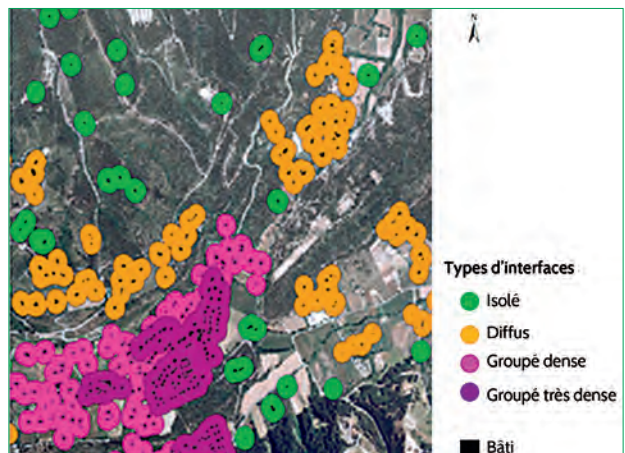 N
Types d'interfaces
Isolé
Diffus
Groupé dense
Groupé très dense
Bâti